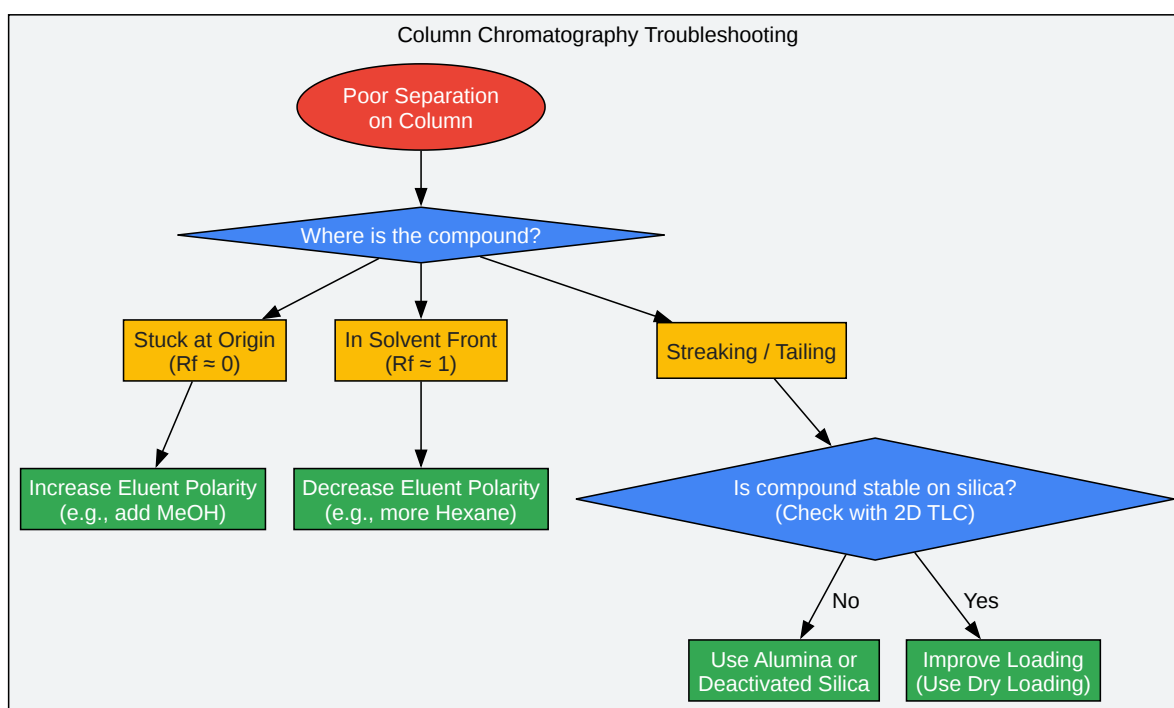 Column Chromatography Troubleshooting
Poor Separation
on Column
Where is the compound?
Stuck at Origin
(Rf ≈ 0)
In Solvent Front
(Rf ≈ 1)
Streaking / Tailing
Increase Eluent Polarity
(e.g., add MeOH)
Decrease Eluent Polarity
(e.g., more Hexane)
Is compound stable on silica?
(Check with 2D TLC)
No
Yes
Use Alumina or
Deactivated Silica
Improve Loading
(Use Dry Loading)